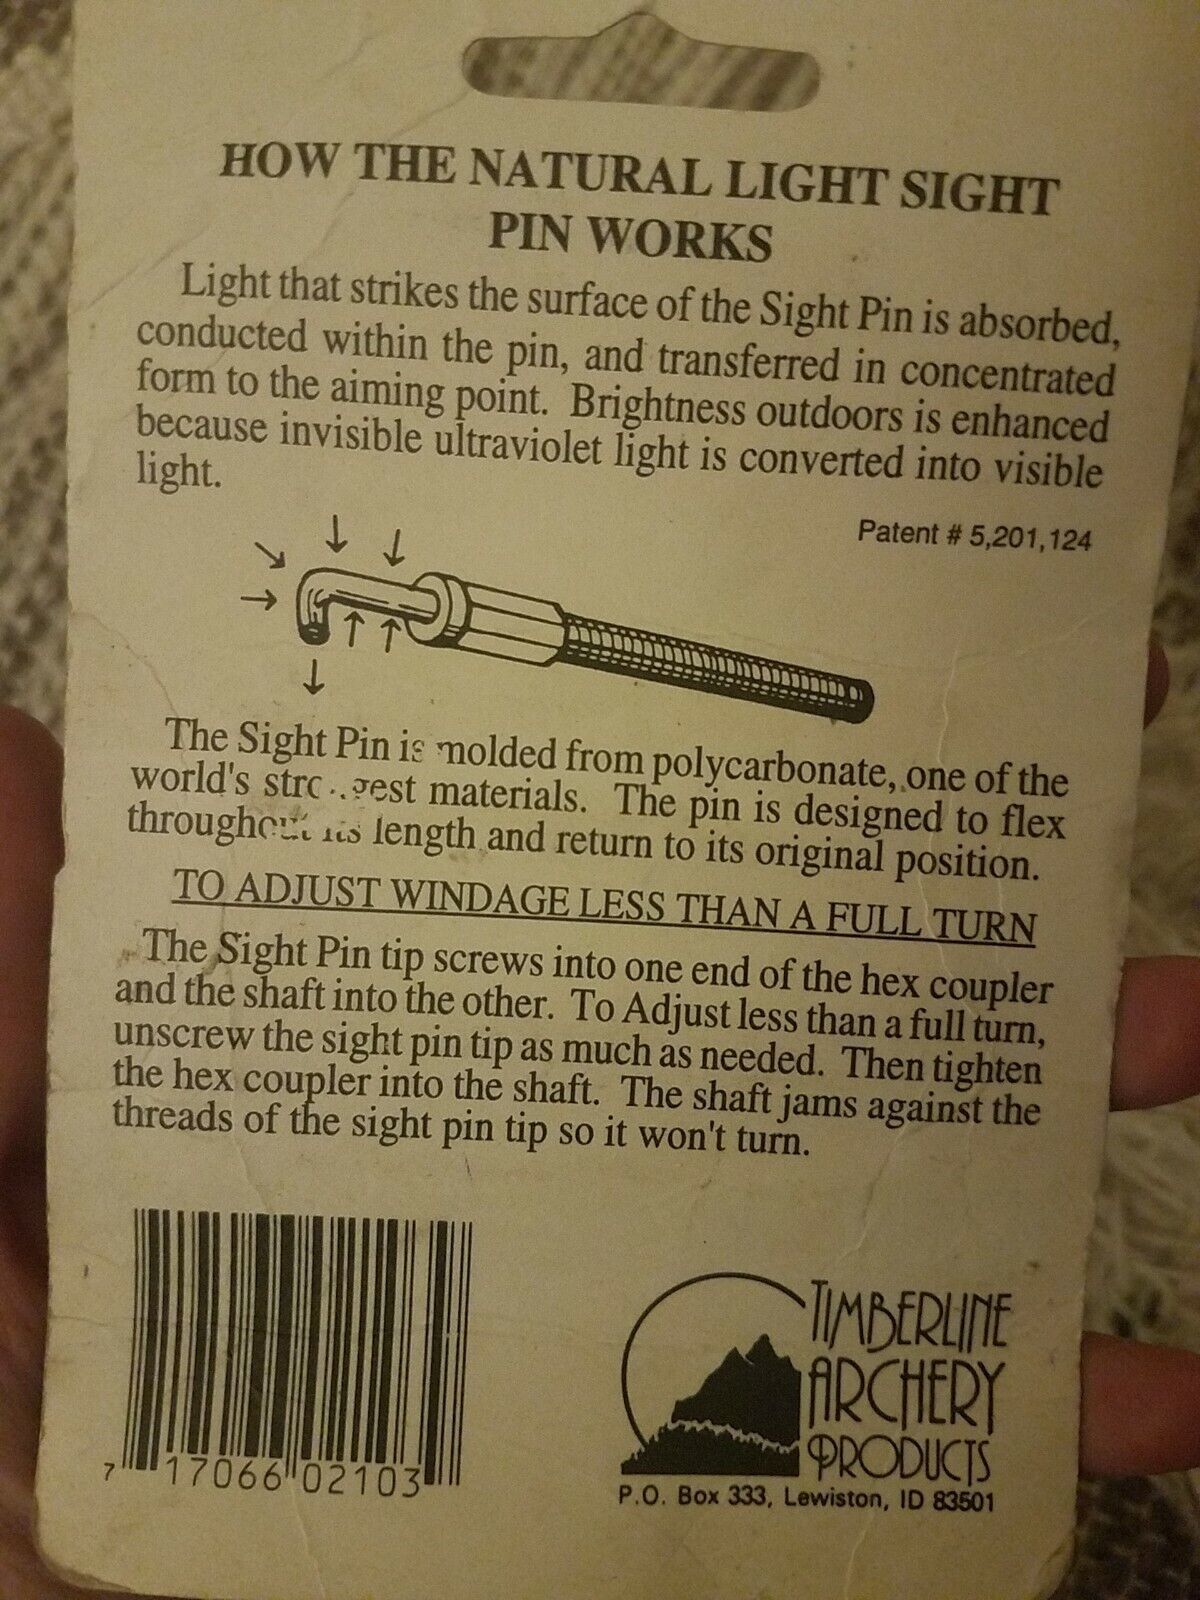 HOW THE NATURAL LIGHT SIGHT
PIN WORKS
Light that strikes the surface of the Sight Pin is absorbed,
conducted within the pin, and transferred in concentrated
form to the aiming point. Brightness outdoors is enhanced
because invisible ultraviolet light is converted into visible
light.
Patent # 5,201,124
The Sight Pin is molded from polycarbonate, one of the
world's strongest materials. The pin is designed to flex
throughout its length and return to its original position.
TO ADJUST WINDAGE LESS THAN A FULL TURN
The Sight Pin tip screws into one end of the hex coupler
and the shaft into the other. To Adjust less than a full turn,
unscrew the sight pin tip as much as needed. Then tighten
the hex coupler into the shaft. The shaft jams against the
threads of the sight pin tip so it won't turn.
7 17066 02103
TIMBERLINE
ARCHERY
PRODUCTS
P.O. Box 333, Lewiston, ID 83501